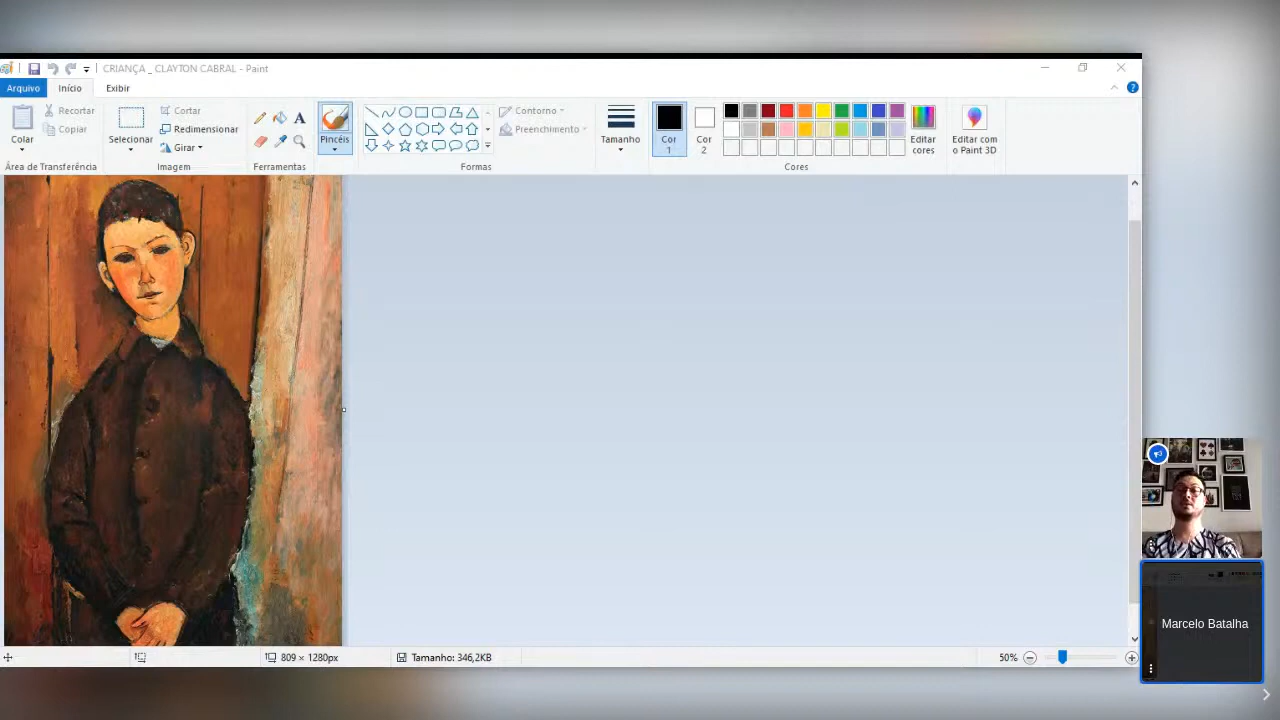 CRIANÇA _ CLAYTON CABRAL - Paint
Arquivo Início Exibir
Colar
Recortar
Copiar
Área de Transferência
Selecionar
Cortar
Redimensionar
Girar
Imagem
Ferramentas
Pincéis
Contorno
Preenchimento
Formas
Tamanho
Cor
1
Cor
2
Cores
Editar
cores
Editar com
o Paint 3D
Marcelo Batalha
809 × 1280px Tamanho: 346,2KB 50%